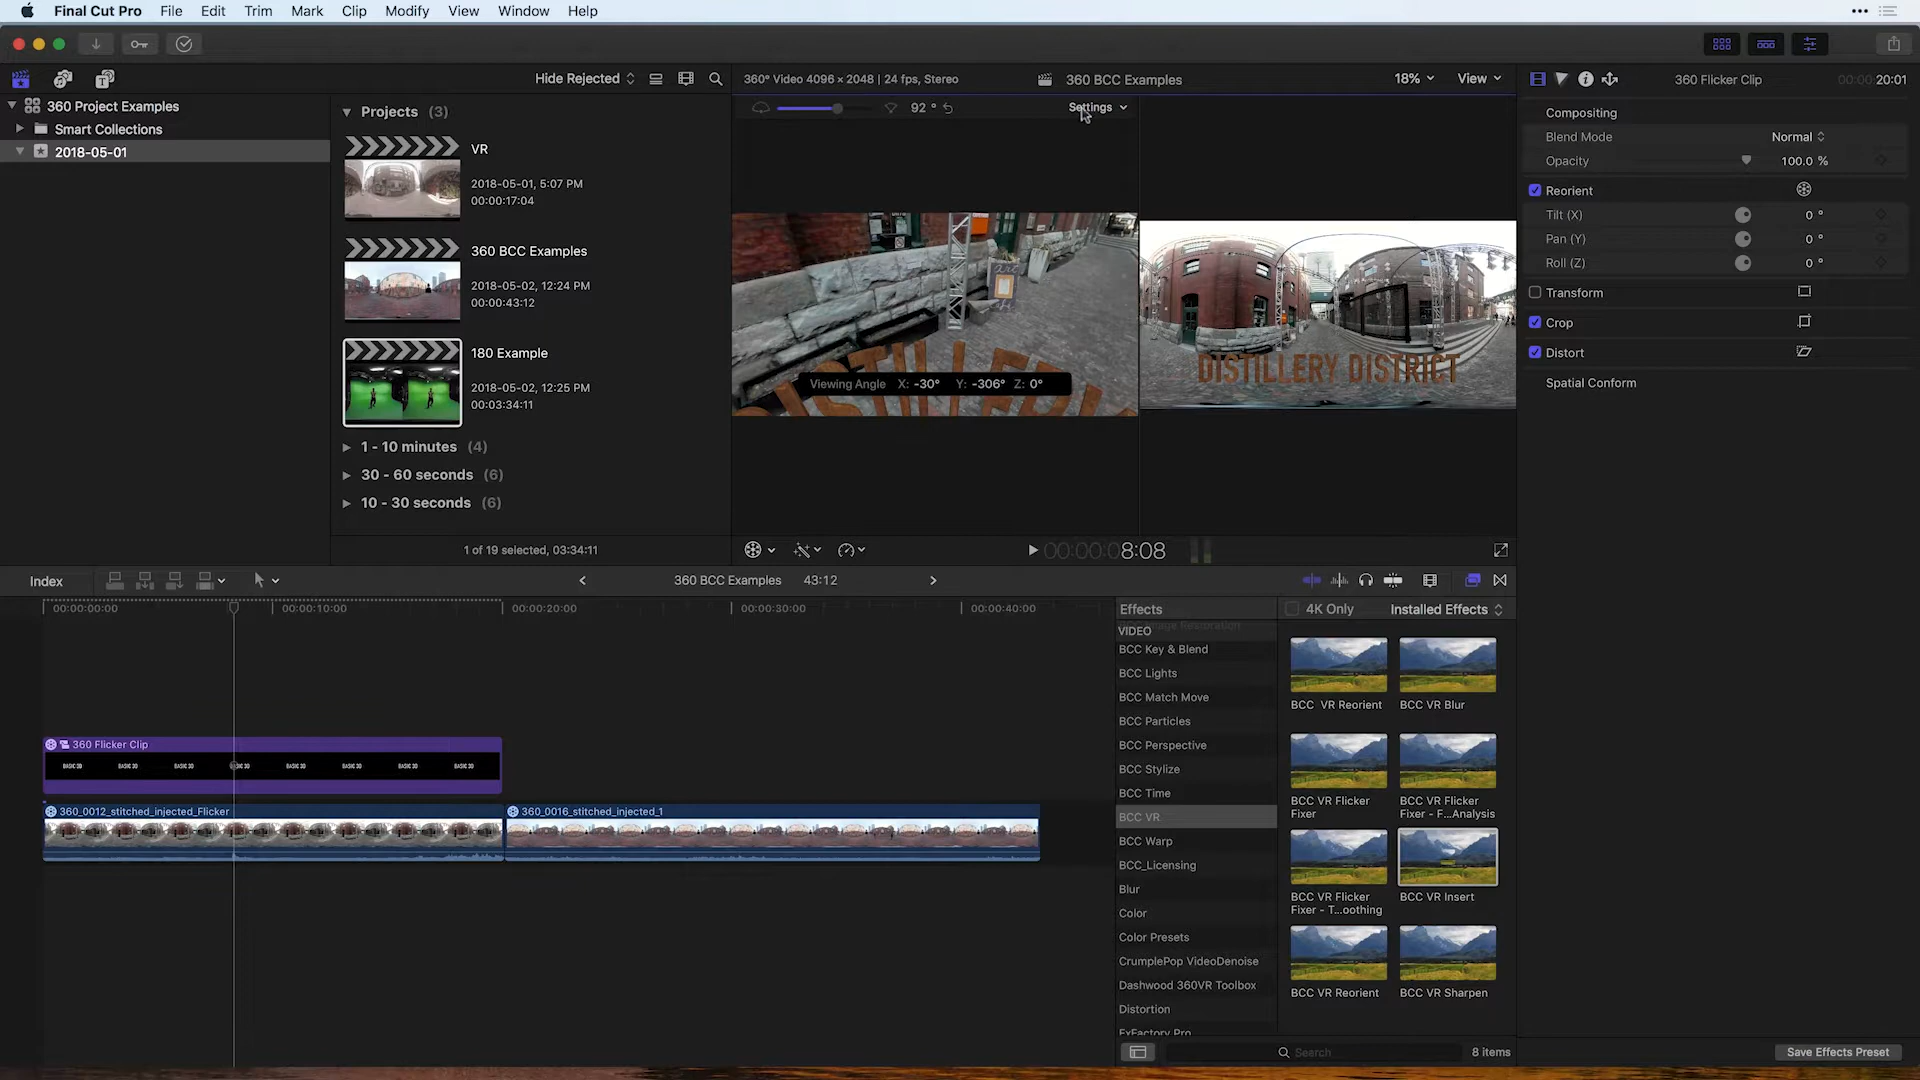 Final Cut Pro File Edit Trim Mark Clip Modify View Window Help
Hide Rejected
360° Video 4096 × 2048 | 24 fps, Stereo
360 BCC Examples
18%
View
360 Flicker Clip
00:00:20:01
360 Project Examples
Smart Collections
2018-05-01
Projects (3)
VR
2018-05-01, 5:07 PM
00:00:17:04
360 BCC Examples
2018-05-02, 12:24 PM
00:00:43:12
180 Example
2018-05-02, 12:25 PM
00:03:34:11
1 - 10 minutes (4)
30 - 60 seconds (6)
10 - 30 seconds (6)
1 of 19 selected, 03:34:11
92 °
Settings
art
Viewing Angle X: -30° Y: -306° Z: 0°
DISTILLERY DISTRICT
00:00:08:08
Compositing
Blend Mode Normal
Opacity 100.0 %
Reorient
Tilt (X) 0 °
Pan (Y) 0 °
Roll (Z) 0 °
Transform
Crop
Distort
Spatial Conform
Index
360 BCC Examples 43:12
00:00:00:00
00:00:10:00
00:00:20:00
00:00:30:00
00:00:40:00
360 Flicker Clip
BASIC 3D BASIC 3D BASIC 3D BASIC 3D BASIC 3D BASIC 3D BASIC 3D
360_0012_stitched_injected_Flicker
360_0016_stitched_injected_1
Effects
4K Only
Installed Effects
BCC Image Restoration
VIDEO
BCC Key & Blend
BCC Lights
BCC Match Move
BCC Particles
BCC Perspective
BCC Stylize
BCC Time
BCC VR
BCC Warp
BCC_Licensing
Blur
Color
Color Presets
CrumplePop VideoDenoise
Dashwood 360VR Toolbox
Distortion
FxFactory Pro
BCC VR Reorient
BCC VR Blur
BCC VR Flicker
Fixer
BCC VR Flicker
Fixer - F...Analysis
BCC VR Flicker
Fixer - T...oothing
BCC VR Insert
BCC VR Reorient
BCC VR Sharpen
Search
8 items
Save Effects Preset